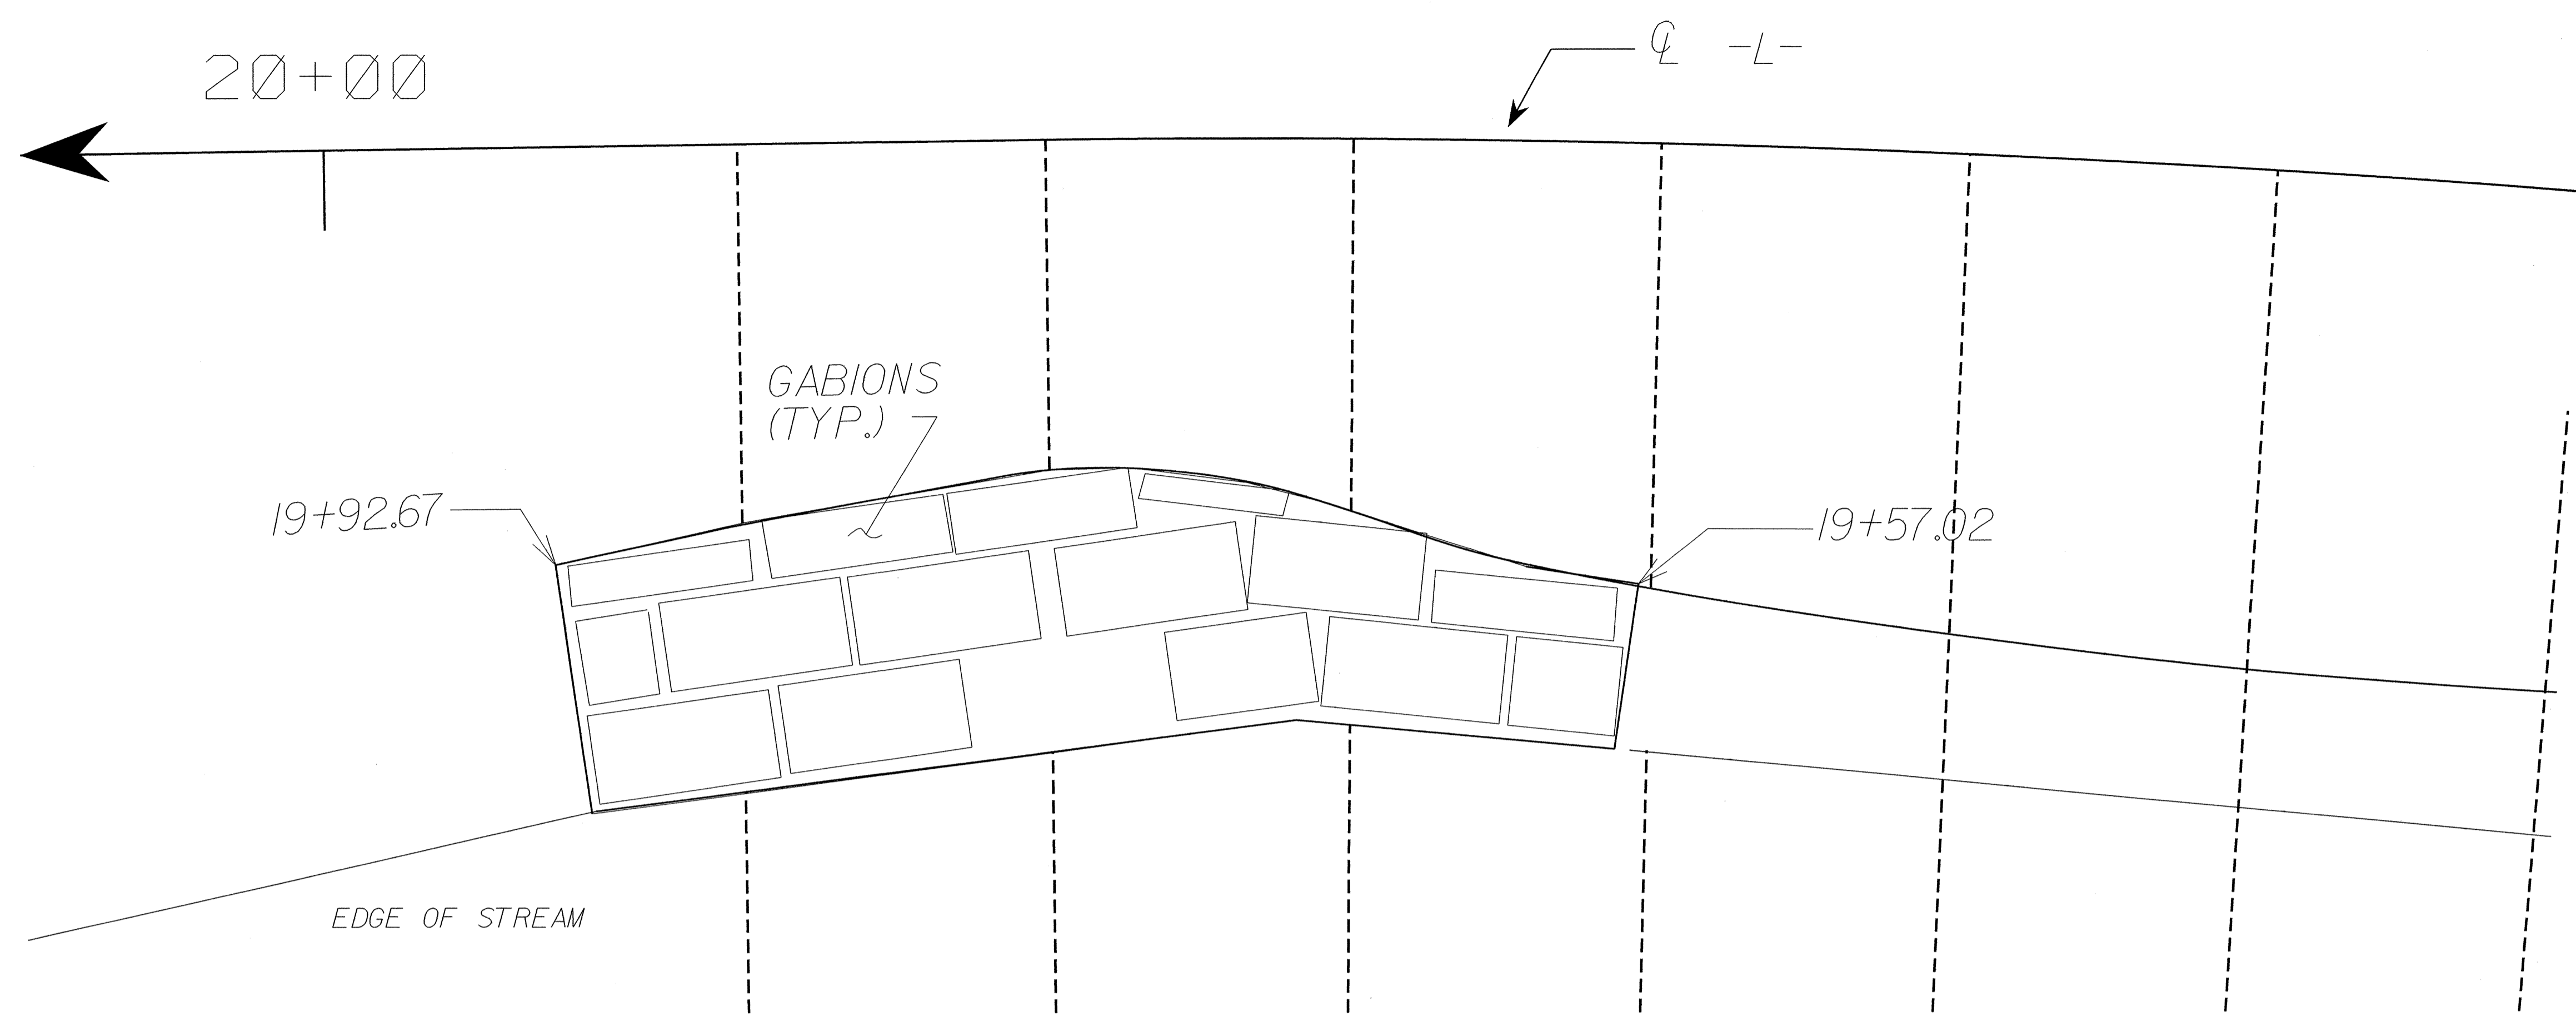 20+00
℄ -L-
GABIONS
(TYP.)
19+92.67
19+57.02
EDGE OF STREAM